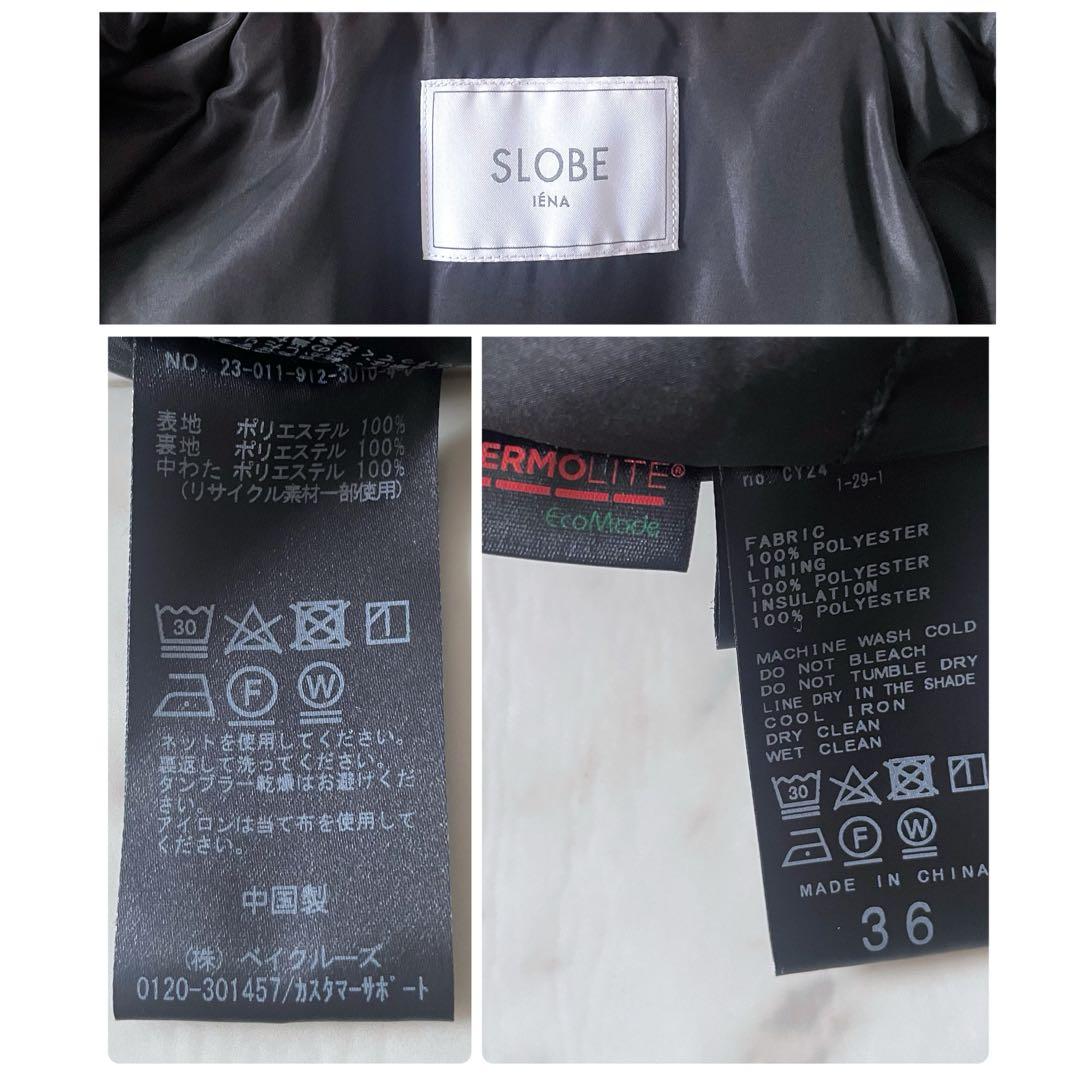 SLOBE
IÉNA
NO. 23-011-912-3010-
表地 ポリエステル 100%
裏地 ポリエステル 100%
中わた ポリエステル 100%
(リサイクル素材一部使用)
30
F W
ネットを使用してください。
裏返して洗ってください。
タンブラー乾燥はお避けくだ
さい。
アイロンは当て布を使用して
ください。
中国製
(株) ベイクルーズ
0120-301457/カスタマーサポート
ERMOLITE®
EcoMade
CY24
1-29-1
FABRIC
100% POLYESTER
LINING
100% POLYESTER
INSULATION
100% POLYESTER
MACHINE WASH COLD
DO NOT BLEACH
DO NOT TUMBLE DRY
LINE DRY IN THE SHADE
COOL IRON
DRY CLEAN
WET CLEAN
30
F W
MADE IN CHINA
36